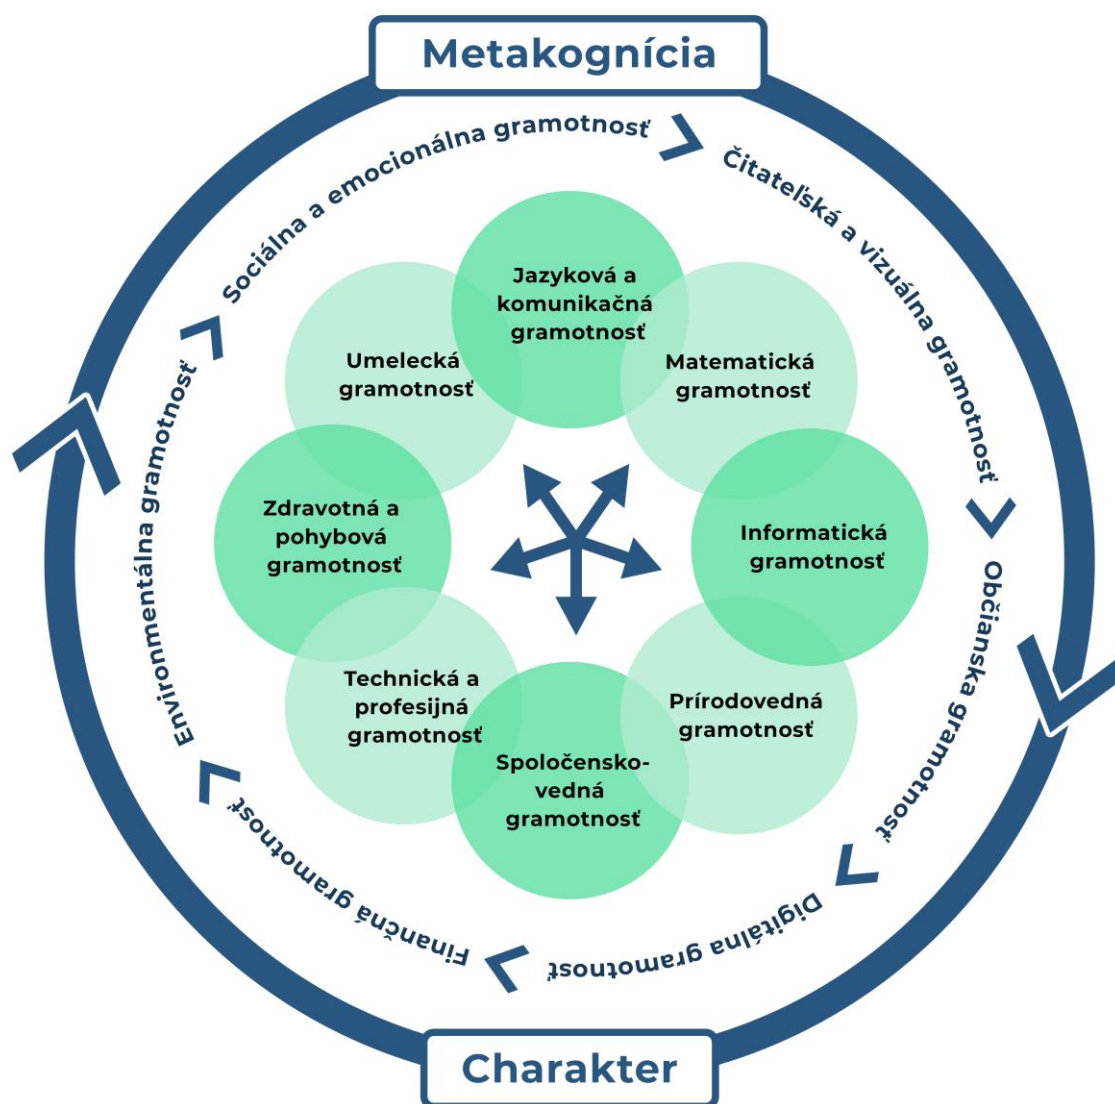 Metakognícia
Sociálna a emocionálna gramotnosť
Čitateľská a vizuálna gramotnosť
Občianska gramotnosť
Digitálna gramotnosť
Finančná gramotnosť
Environmentálna gramotnosť
Jazyková a
komunikačná
gramotnosť
Matematická
gramotnosť
Informatická
gramotnosť
Prírodovedná
gramotnosť
Spoločensko-
vedná
gramotnosť
Technická a
profesijná
gramotnosť
Zdravotná a
pohybová
gramotnosť
Umelecká
gramotnosť
Charakter